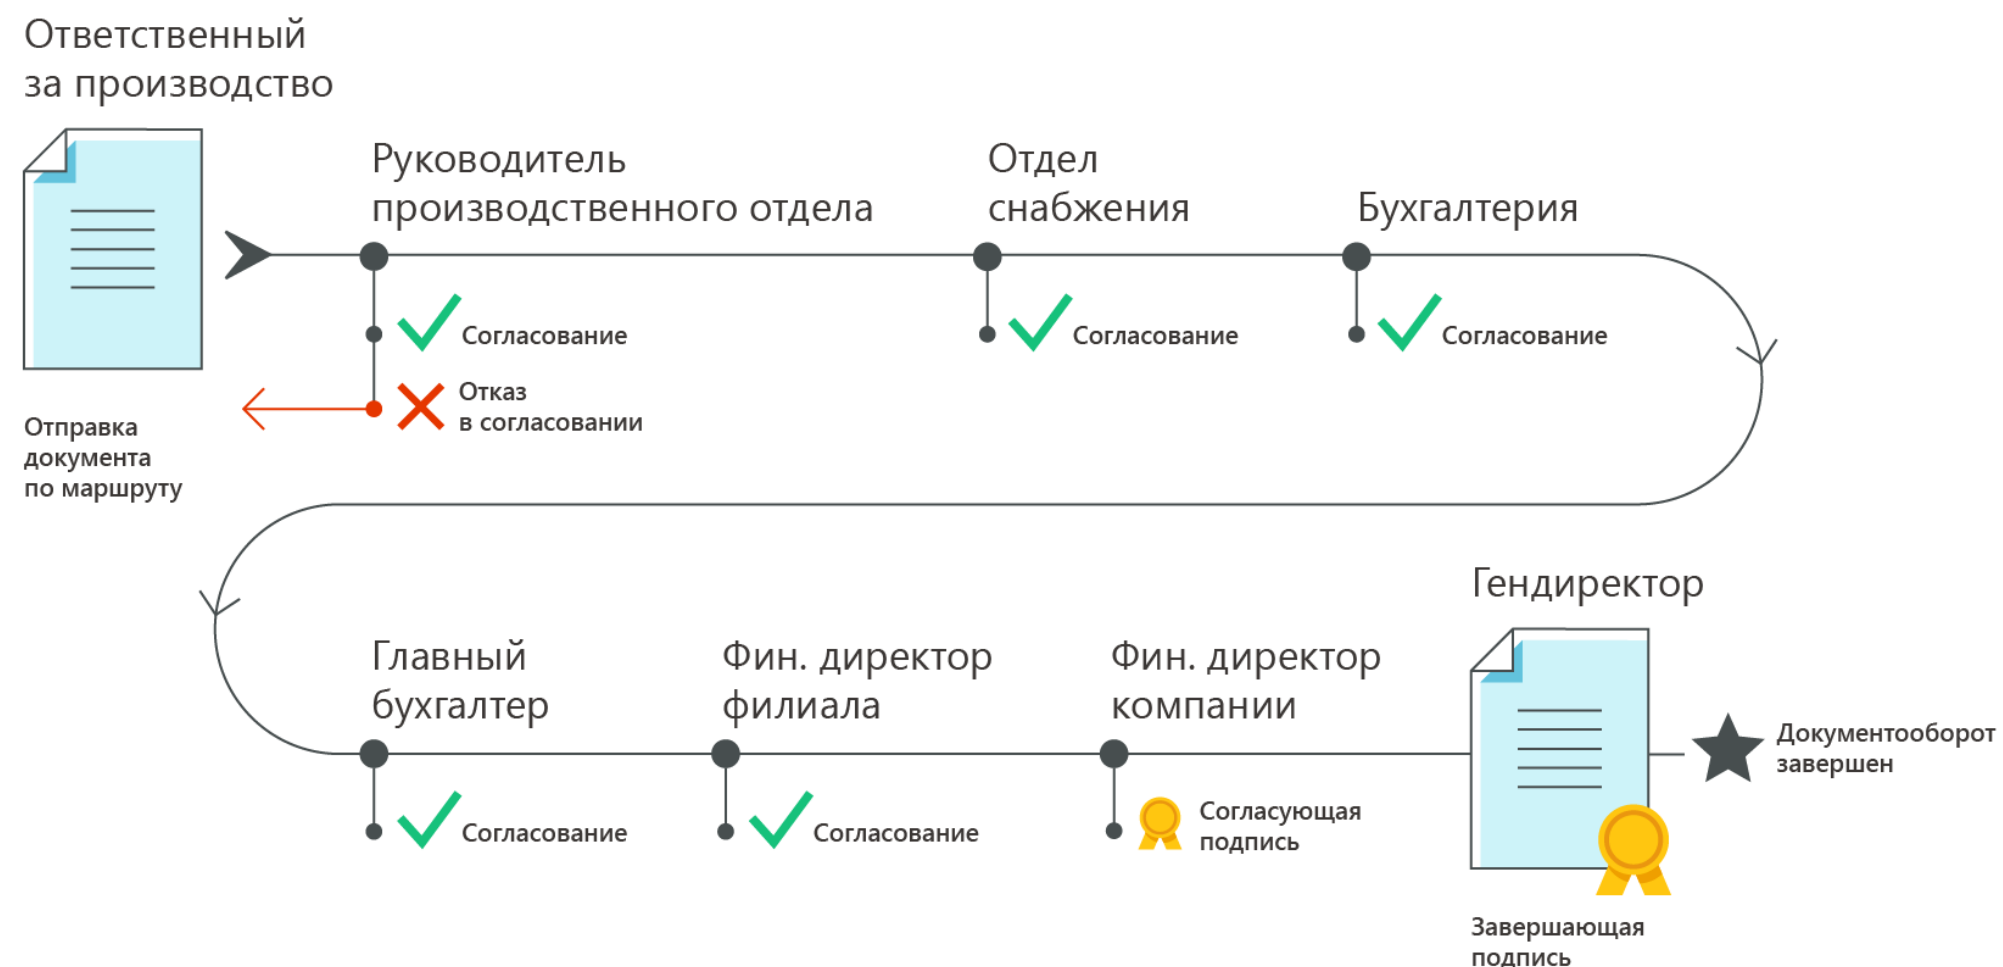 Ответственный
за производство
Руководитель
производственного отдела
Отдел
снабжения
Бухгалтерия
Согласование
Согласование
Согласование
Отказ
в согласовании
Отправка
документа
по маршруту
Гендиректор
Главный
бухгалтер
Фин. директор
филиала
Фин. директор
компании
Документооборот
завершен
Согласование
Согласование
Согласующая
подпись
Завершающая
подпись